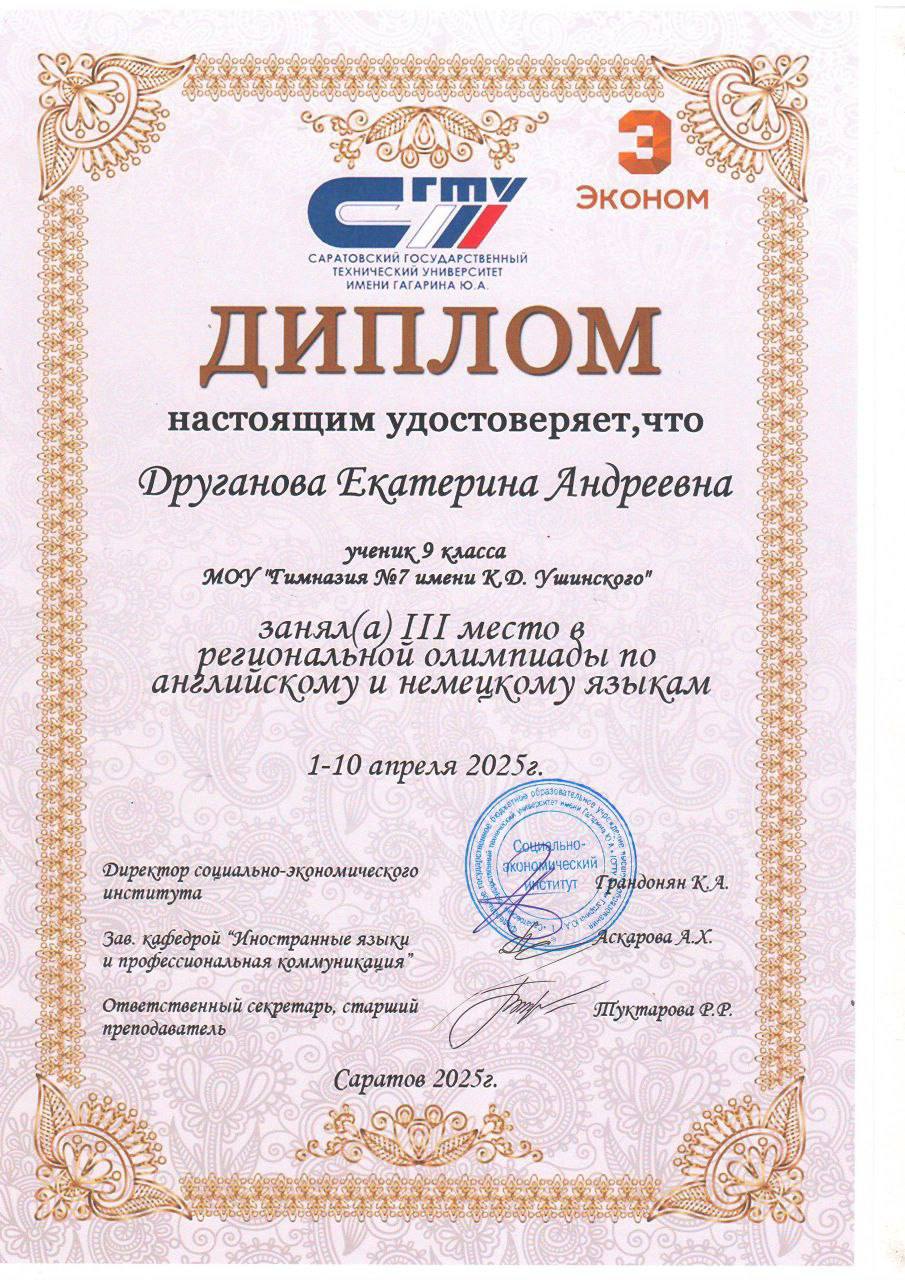 Эконом
СГТУ
САРАТОВСКИЙ ГОСУДАРСТВЕННЫЙ
ТЕХНИЧЕСКИЙ УНИВЕРСИТЕТ
ИМЕНИ ГАГАРИНА Ю.А.
ДИПЛОМ
настоящим удостоверяет,что
Друганова Екатерина Андреевна
ученик 9 класса
МОУ "Гимназия №7 имени К.Д. Ушинского"
занял(а) III место в
региональной олимпиады по
английскому и немецкому языкам
1-10 апреля 2025г.
Социально-
экономический
институт
Директор социально-экономического
института
Грандонян К.А.
Зав. кафедрой “Иностранные языки
и профессиональная коммуникация”
Аскарова А.Х.
Ответственный секретарь, старший
преподаватель
Туктарова Р.Р.
Саратов 2025г.